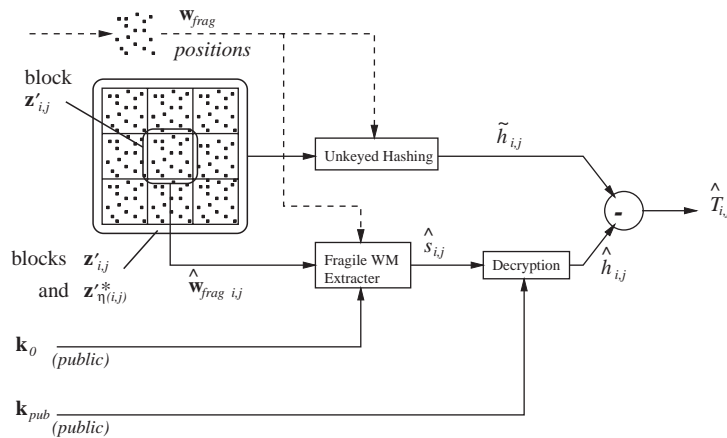 w_frag
positions
block
z'_i,j
Unkeyed Hashing
h̃_i,j
T̂_i,j
-
blocks z'_i,j
and z'*_η(i,j)
ŵ_frag i,j
Fragile WM
Extracter
ŝ_i,j
Decryption
ĥ_i,j
k_0
(public)
k_pub
(public)